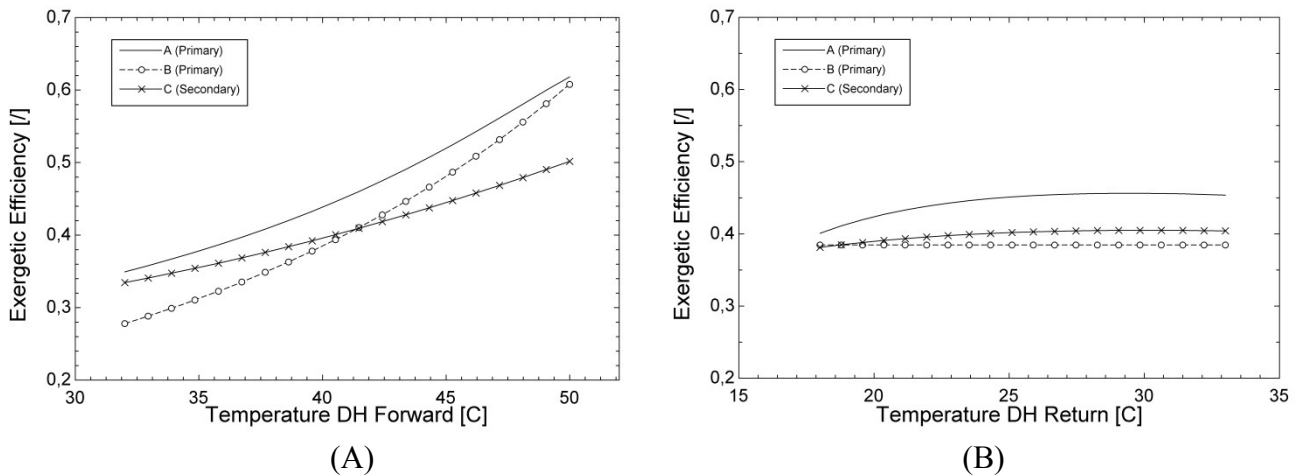 0,7
0,6
0,5
0,4
0,3
0,2
Exergetic Efficiency [/]
A (Primary)
B (Primary)
C (Secondary)
30
35
40
45
50
Temperature DH Forward [C]
(A)
0,7
0,6
0,5
0,4
0,3
0,2
Exergetic Efficiency [/]
A (Primary)
B (Primary)
C (Secondary)
15
20
25
30
35
Temperature DH Return [C]
(B)